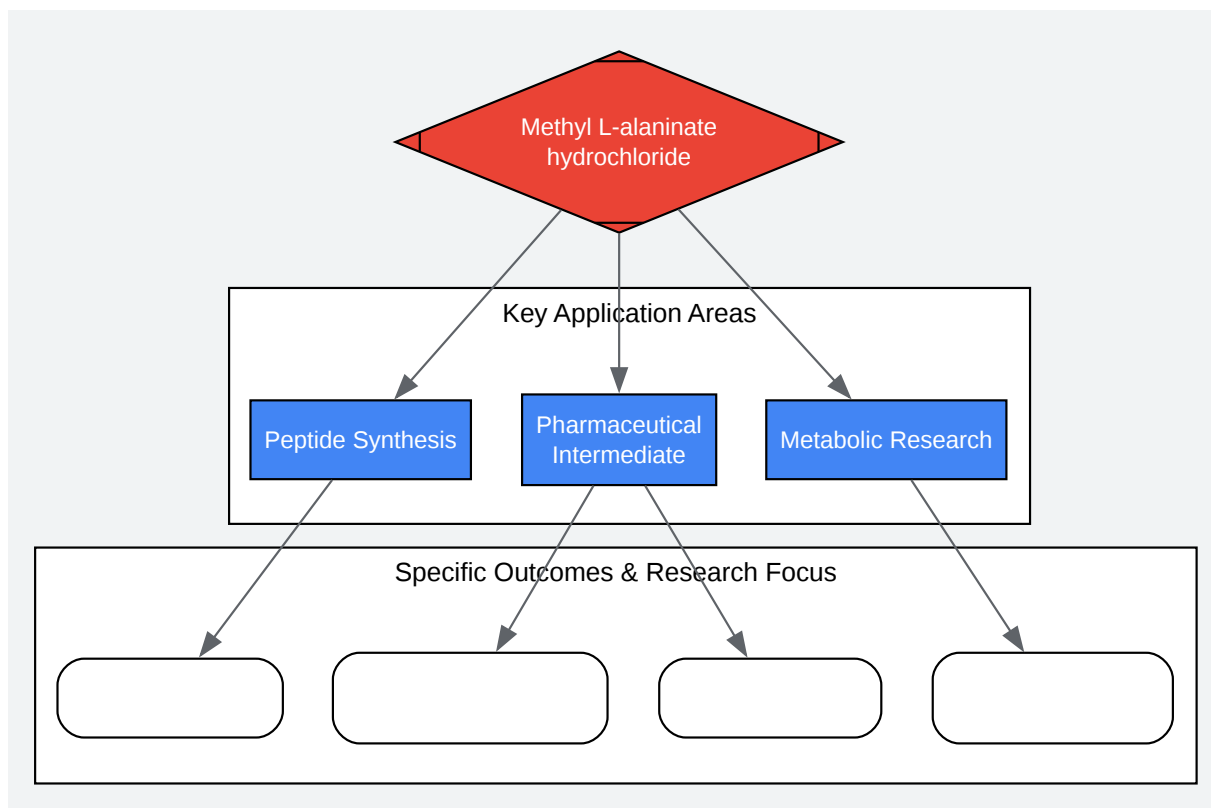 Methyl L-alaninate
hydrochloride
Key Application Areas
Peptide Synthesis
Pharmaceutical
Intermediate
Metabolic Research
Specific Outcomes & Research Focus